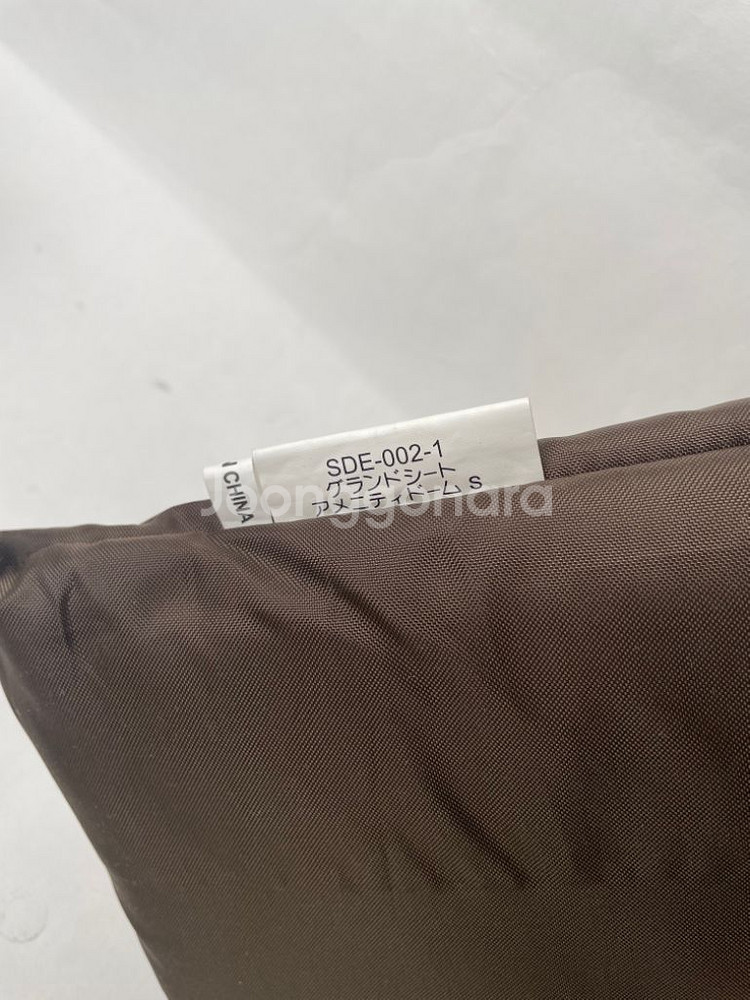 SDE-002-1
グランドシート
アメニティドーム S
N CHINA
Joonggonara